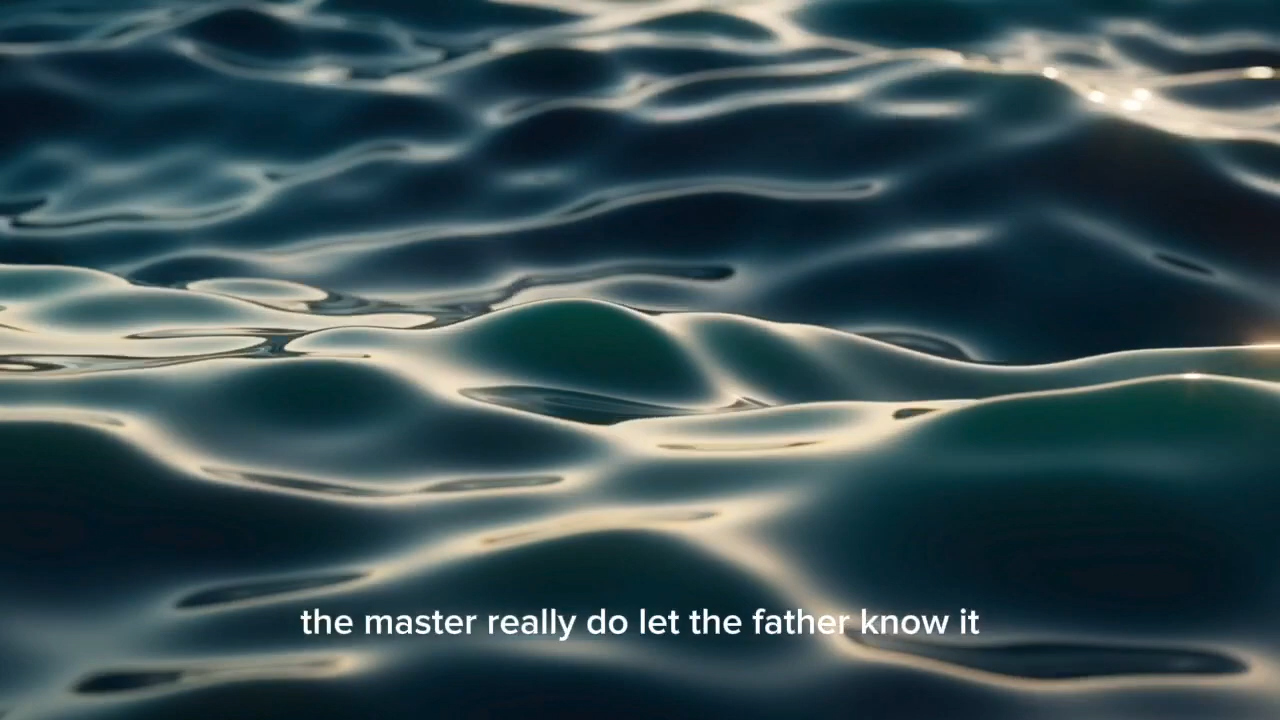 the master really do let the father know it